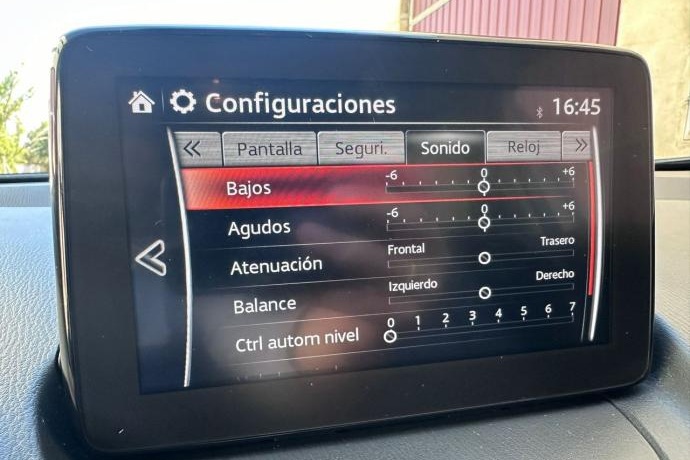 Configuraciones 16:45
« Pantalla Seguri. Sonido Reloj »
Bajos -6 0 +6
Agudos -6 0 +6
Atenuación Frontal Trasero
Balance Izquierdo Derecho
Ctrl autom nivel 0 1 2 3 4 5 6 7